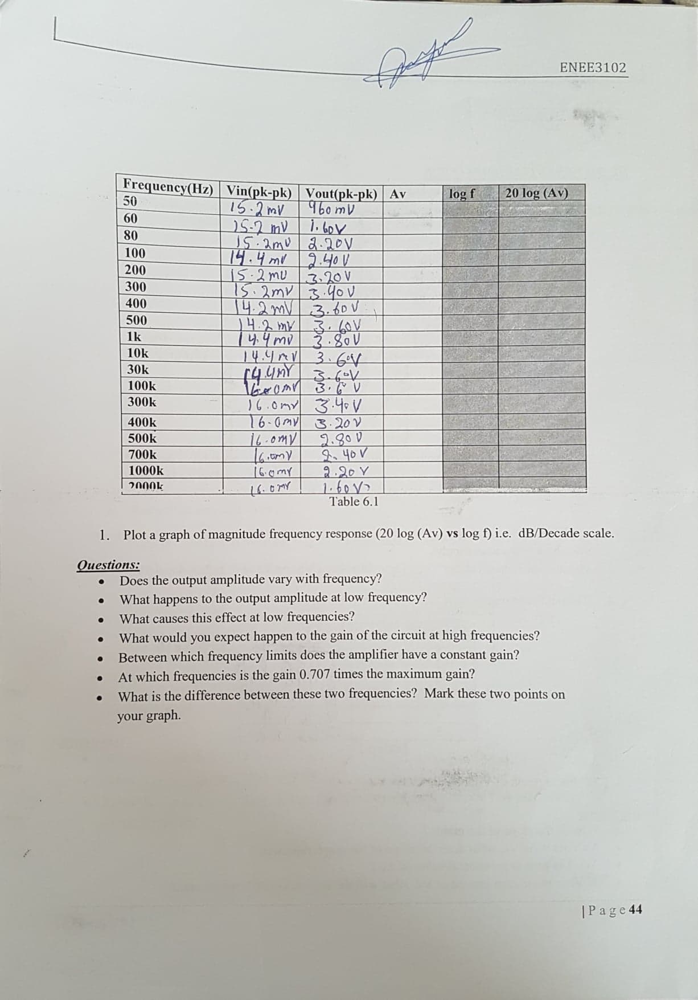 ENEE3102
Frequency(Hz) Vin(pk-pk) Vout(pk-pk) Av log f 20 log (Av)
50 15.2 mV 960 mV
60 15.2 mV 1.60V
80 15.2mV 2.20V
100 14.4 mV 2.40 V
200 15.2 mV 3.20 V
300 15.2mV 3.40 V
400 14.2 mV 3.60 V
500 14.2 mV 3.60V
1k 14.4 mV 3.80V
10k 14.4 mV 3.60V
30k 14.4mV 3.60V
100k 3.60 V
300k 16.0mV 3.40 V
400k 16.0mV 3.20 V
500k 16.0mV 2.80 V
700k 16.0mV 2.40 V
1000k 16.0mV 2.20 V
2000k 16.0mV 1.60V
Table 6.1
1. Plot a graph of magnitude frequency response (20 log (Av) vs log f) i.e. dB/Decade scale.
Questions:
• Does the output amplitude vary with frequency?
• What happens to the output amplitude at low frequency?
• What causes this effect at low frequencies?
• What would you expect happen to the gain of the circuit at high frequencies?
• Between which frequency limits does the amplifier have a constant gain?
• At which frequencies is the gain 0.707 times the maximum gain?
• What is the difference between these two frequencies? Mark these two points on
your graph.
| P a g e 44